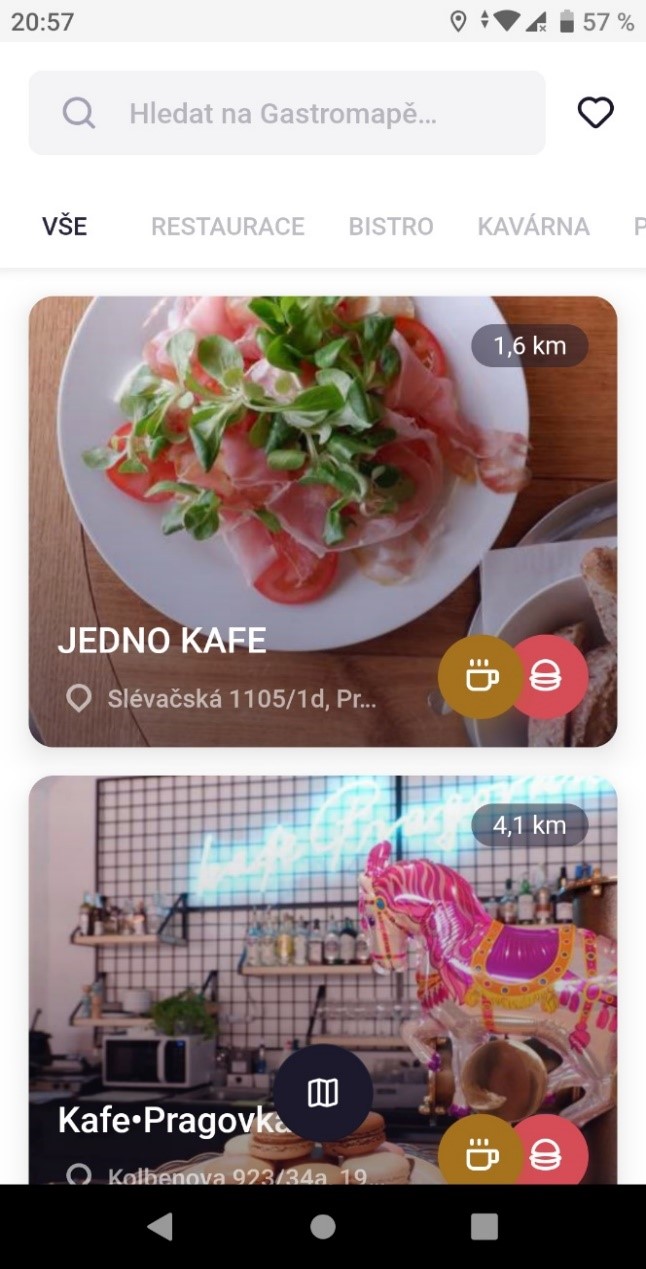 20:57
57 %
Hledat na Gastromapě...
VŠE RESTAURACE BISTRO KAVÁRNA P
1,6 km
JEDNO KAFE
Slévačská 1105/1d, Pr...
4,1 km
Kafe•Pragovka
Kolbenova 923/34a, 19...